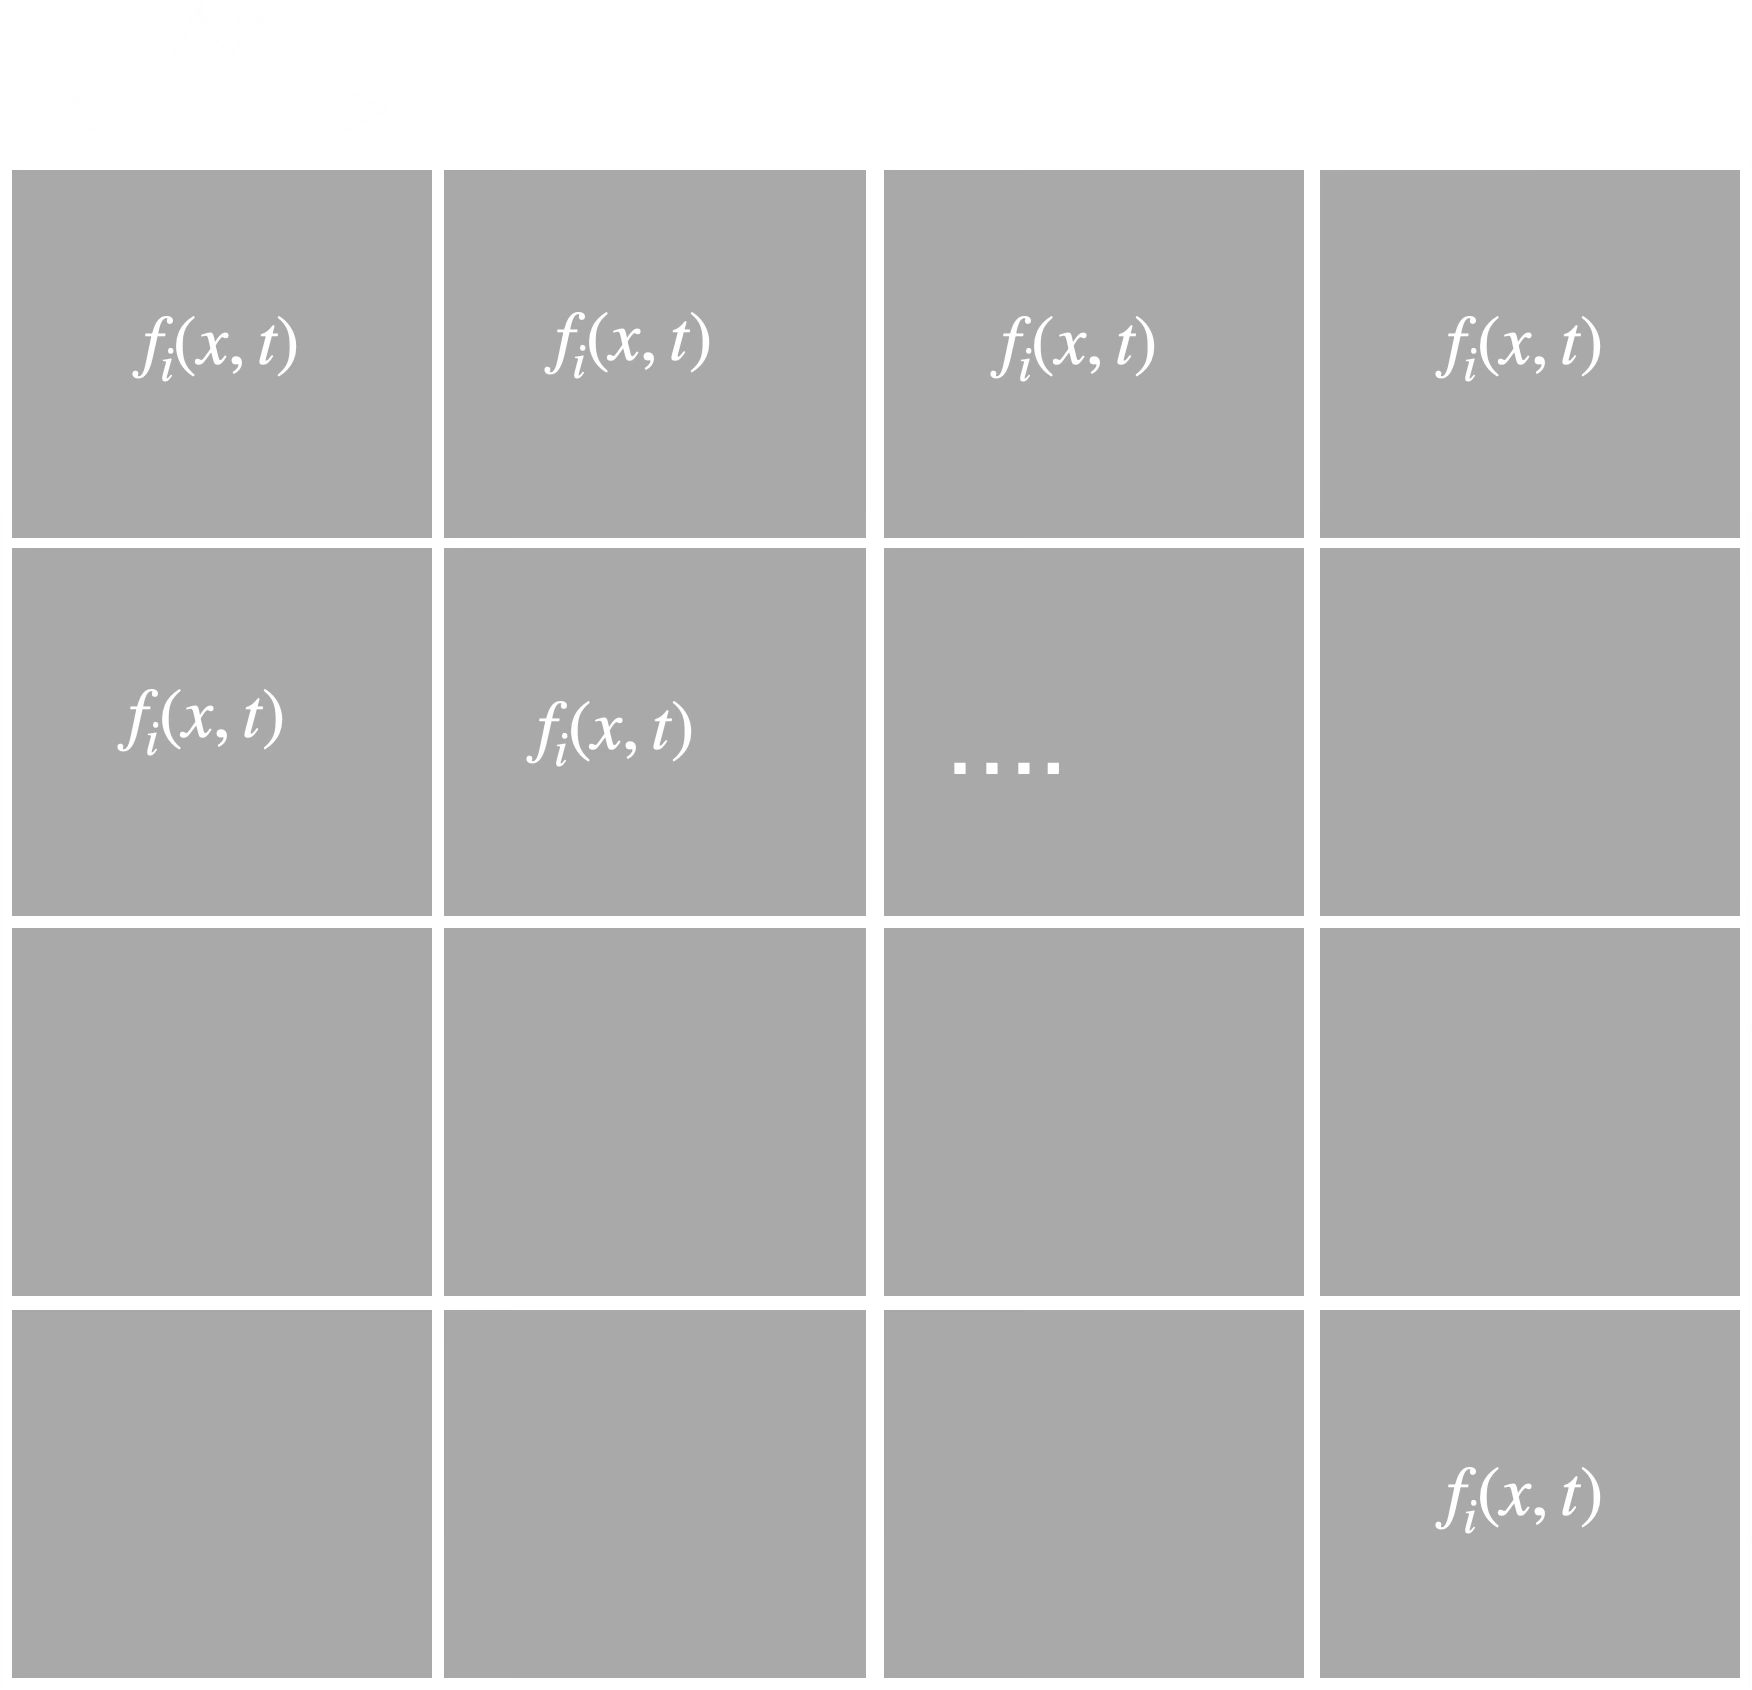 fᵢ(x, t) fᵢ(x, t) fᵢ(x, t) fᵢ(x, t)
fᵢ(x, t) fᵢ(x, t) ....
fᵢ(x, t)